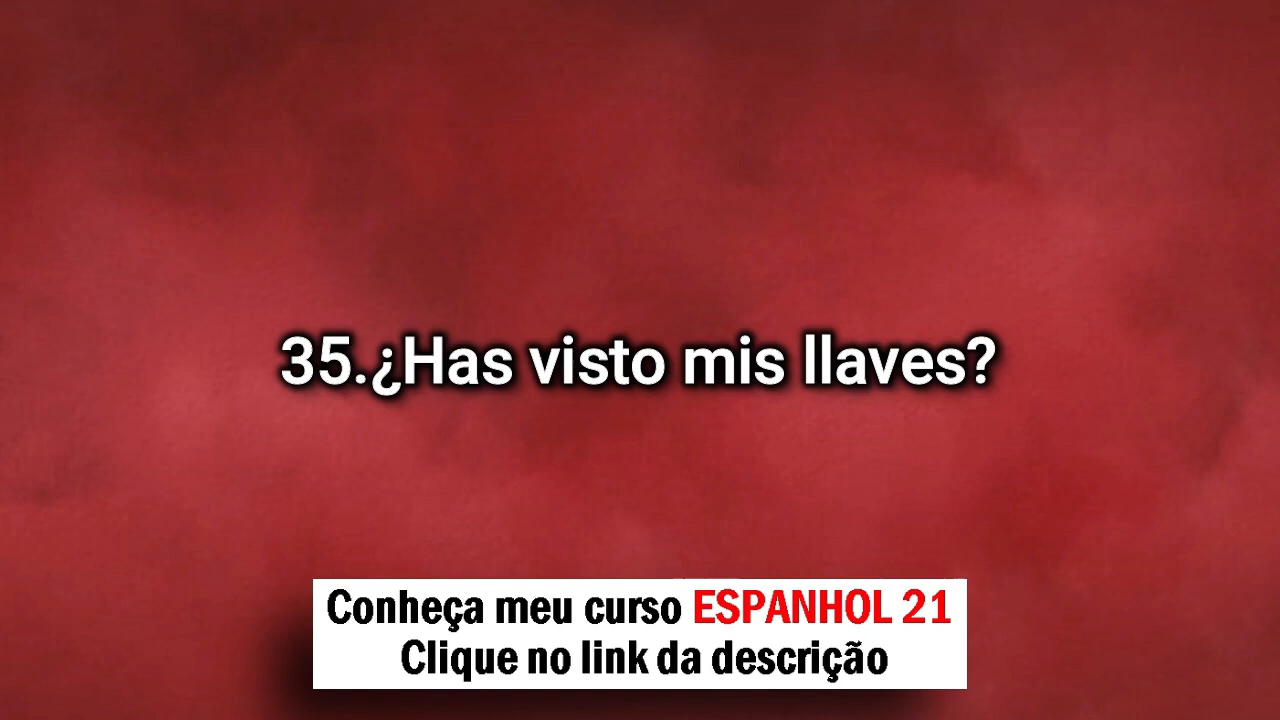 35.¿Has visto mis llaves?
Conheça meu curso ESPANHOL 21
Clique no link da descrição